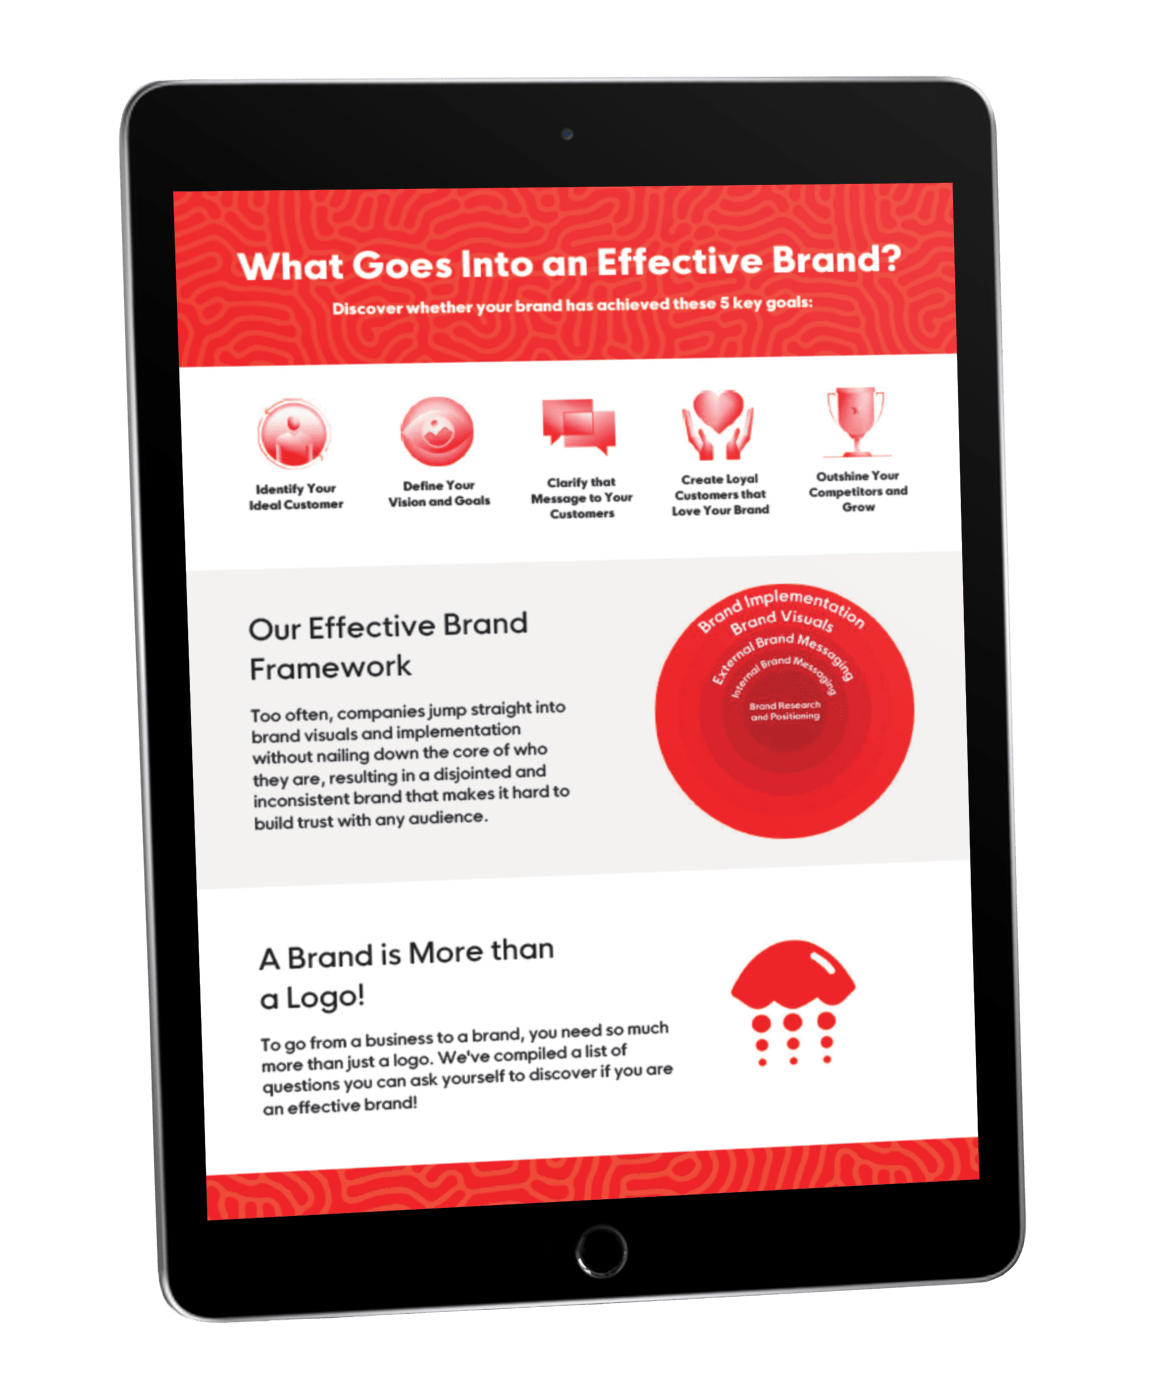 What Goes Into an Effective Brand?
Discover whether your brand has achieved these 5 key goals:
Identify Your
Ideal Customer
Define Your
Vision and Goals
Clarify that
Message to Your
Customers
Create Loyal
Customers that
Love Your Brand
Outshine Your
Competitors and
Grow
Our Effective Brand
Framework
Too often, companies jump straight into
brand visuals and implementation
without nailing down the core of who
they are, resulting in a disjointed and
inconsistent brand that makes it hard to
build trust with any audience.
Brand Implementation
Brand Visuals
External Brand Messaging
Internal Brand Messaging
Brand Research
and Positioning
A Brand is More than
a Logo!
To go from a business to a brand, you need so much
more than just a logo. We've compiled a list of
questions you can ask yourself to discover if you are
an effective brand!